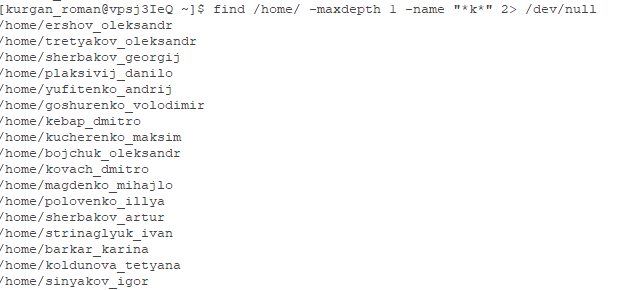 [kurgan_roman@vpsj3IeQ ~]$ find /home/ -maxdepth 1 -name "*k*" 2> /dev/null
/home/ershov_oleksandr
/home/tretyakov_oleksandr
/home/sherbakov_georgij
/home/plaksivij_danilo
/home/yufitenko_andrij
/home/goshurenko_volodimir
/home/kebap_dmitro
/home/kucherenko_maksim
/home/bojchuk_oleksandr
/home/kovach_dmitro
/home/magdenko_mihajlo
/home/polovenko_illya
/home/sherbakov_artur
/home/strinaglyuk_ivan
/home/barkar_karina
/home/koldunova_tetyana
/home/sinyakov_igor